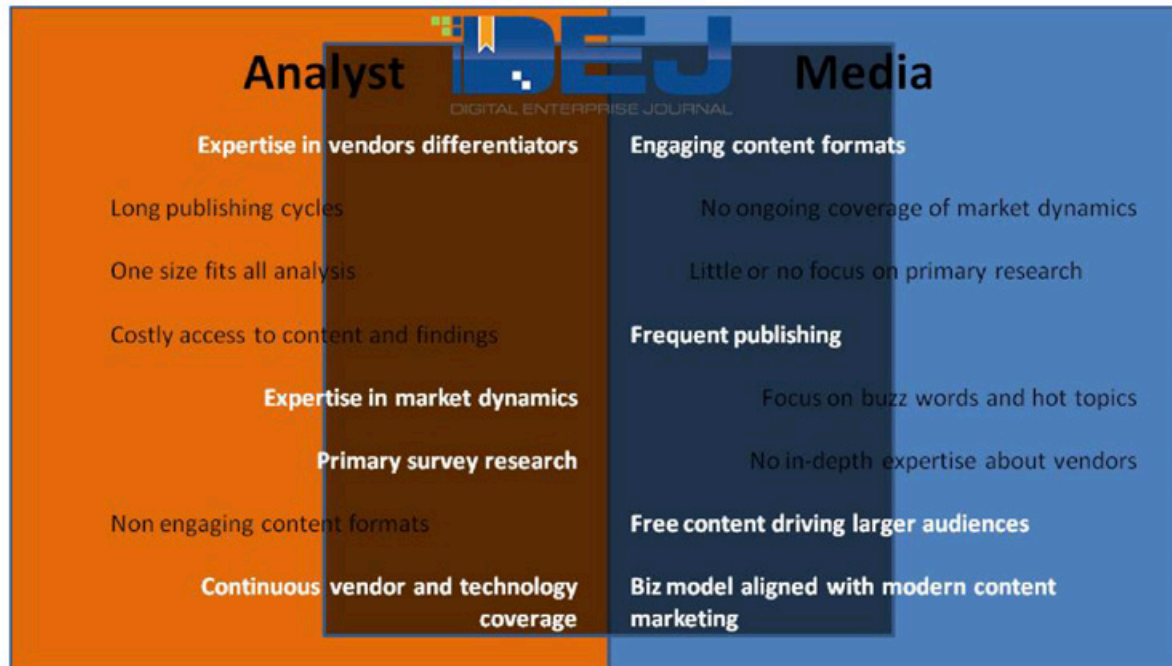 DEJ
DIGITAL ENTERPRISE JOURNAL
Analyst
Media
Expertise in vendors differentiators
Long publishing cycles
One size fits all analysis
Costly access to content and findings
Expertise in market dynamics
Primary survey research
Non engaging content formats
Continuous vendor and technology
coverage
Engaging content formats
No ongoing coverage of market dynamics
Little or no focus on primary research
Frequent publishing
Focus on buzz words and hot topics
No in-depth expertise about vendors
Free content driving larger audiences
Biz model aligned with modern content
marketing